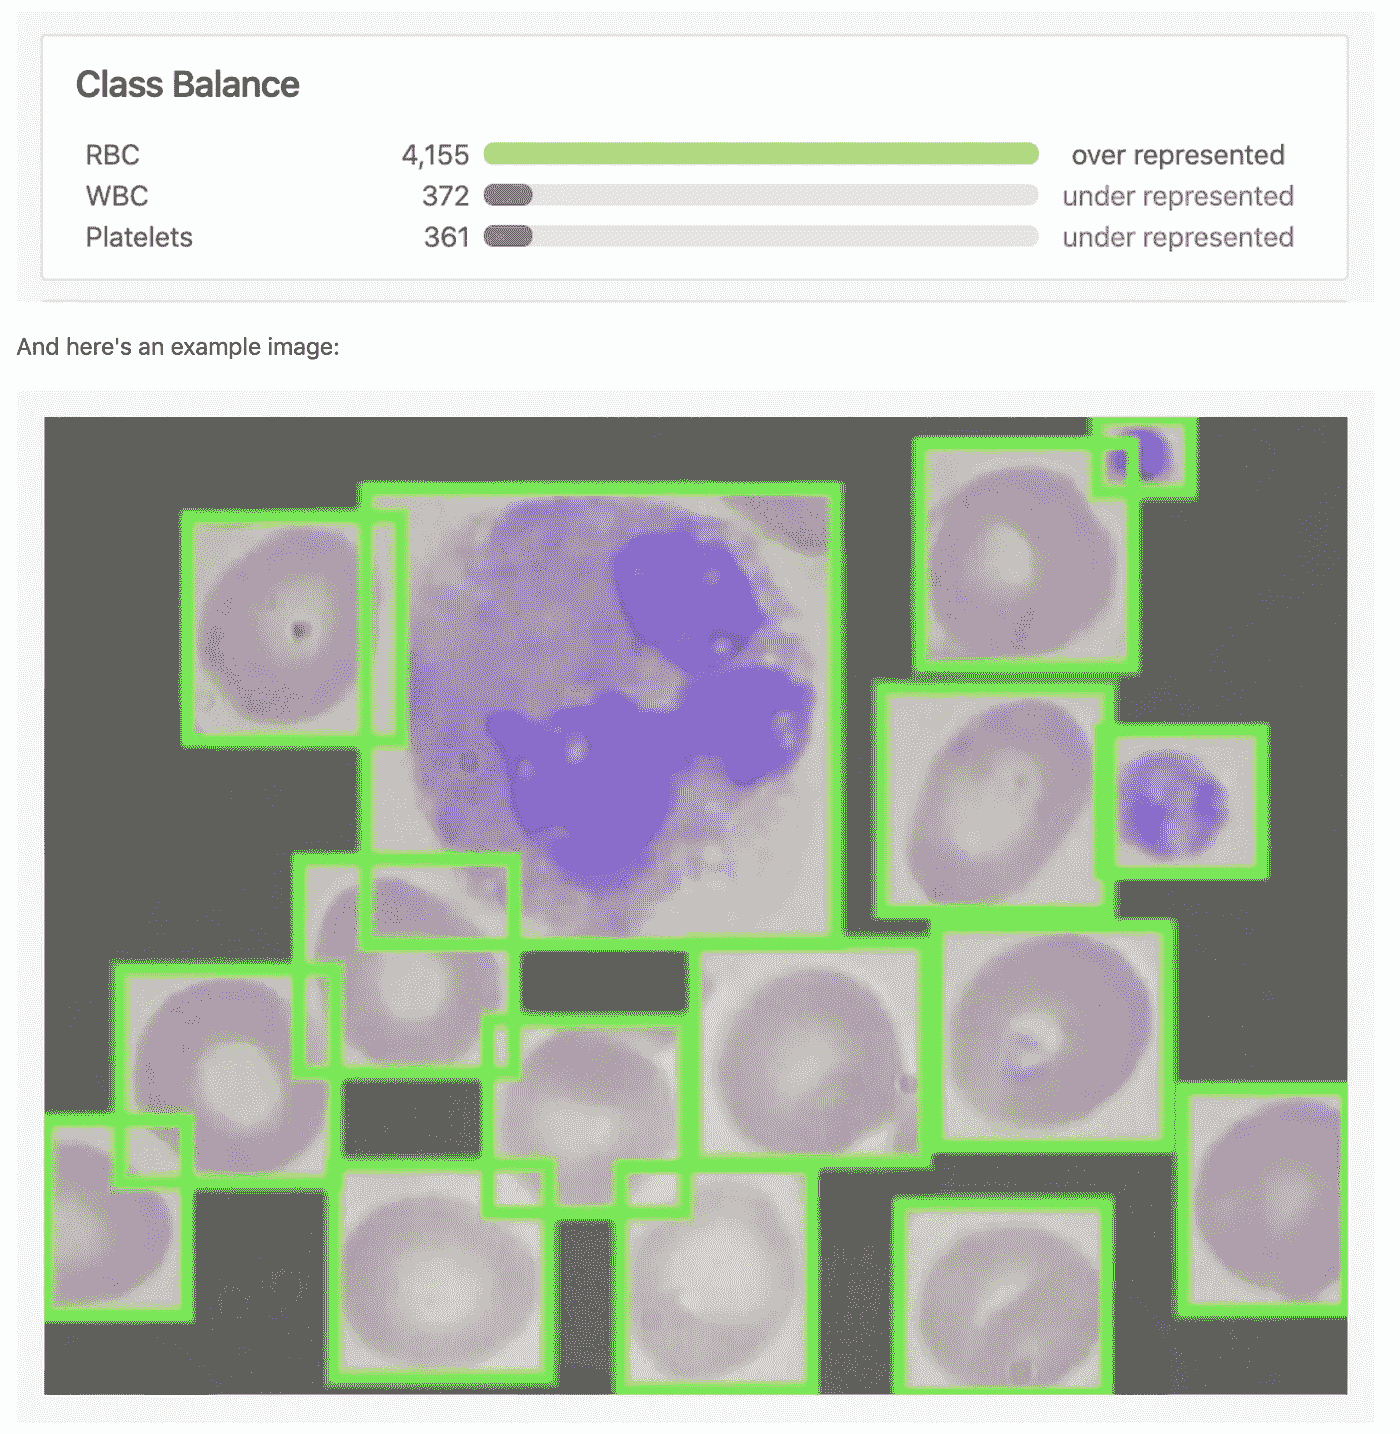 Class Balance
RBC 4,155 over represented
WBC 372 under represented
Platelets 361 under represented
And here's an example image: